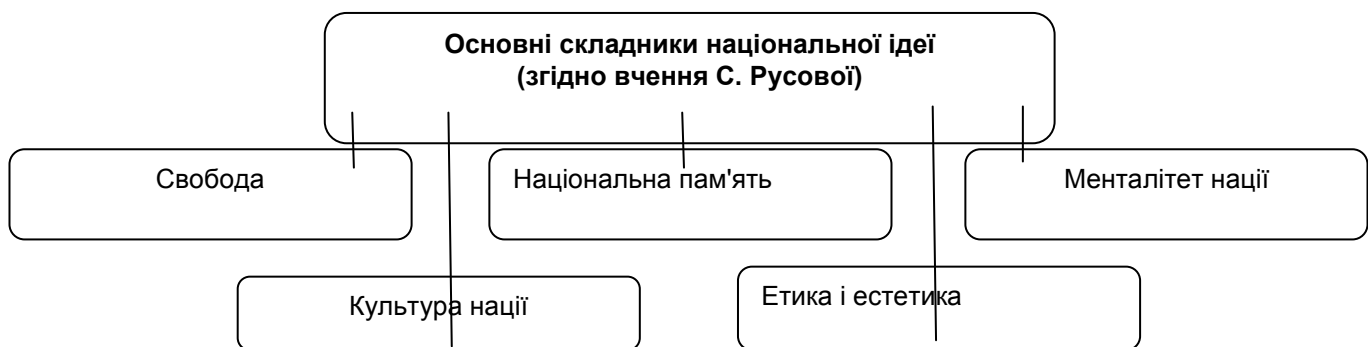 Основні складники національної ідеї
(згідно вчення С. Русової)
Свобода
Національна пам'ять
Менталітет нації
Культура нації
Етика і естетика